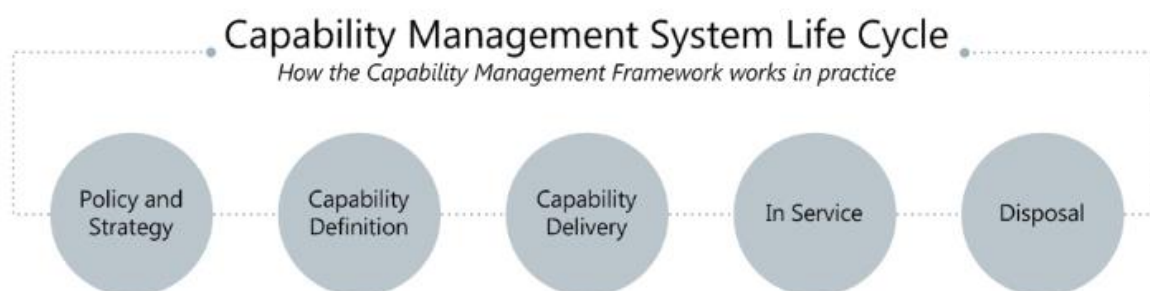 Capability Management System Life Cycle
How the Capability Management Framework works in practice
Policy and
Strategy
Capability
Definition
Capability
Delivery
In Service
Disposal